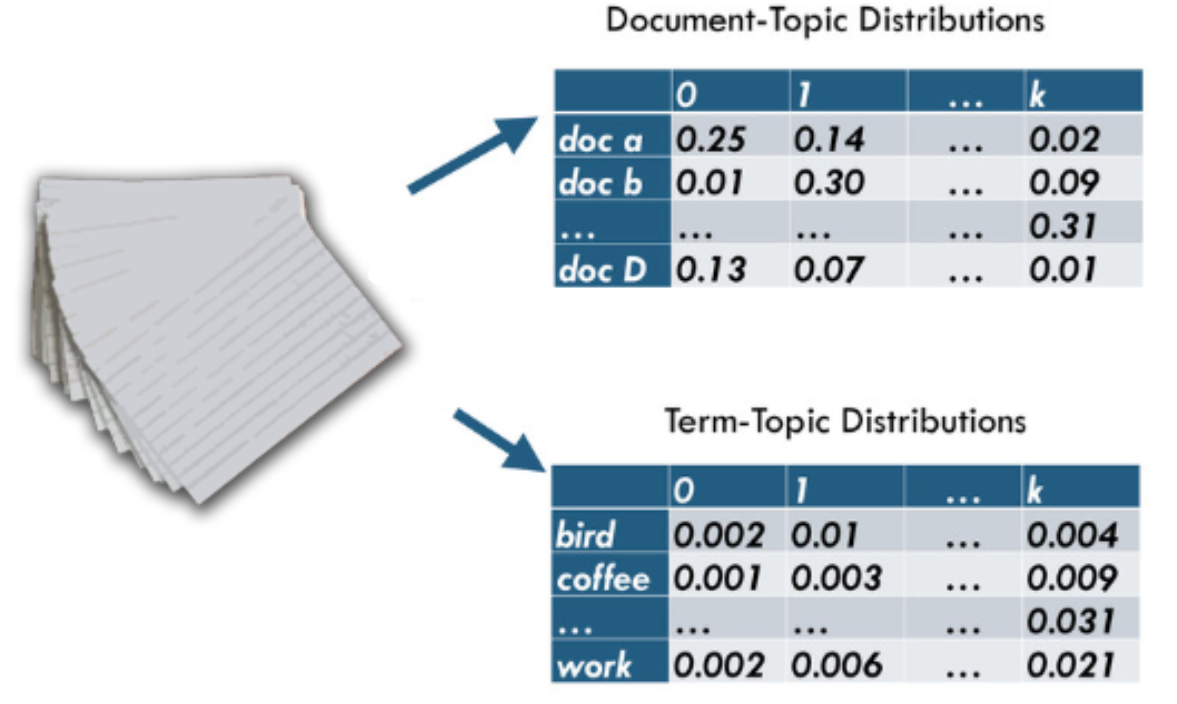 Document-Topic Distributions
0 1 ... k
doc a 0.25 0.14 ... 0.02
doc b 0.01 0.30 ... 0.09
... ... ... ... 0.31
doc D 0.13 0.07 ... 0.01
Term-Topic Distributions
0 1 ... k
bird 0.002 0.01 ... 0.004
coffee 0.001 0.003 ... 0.009
... ... ... ... 0.031
work 0.002 0.006 ... 0.021